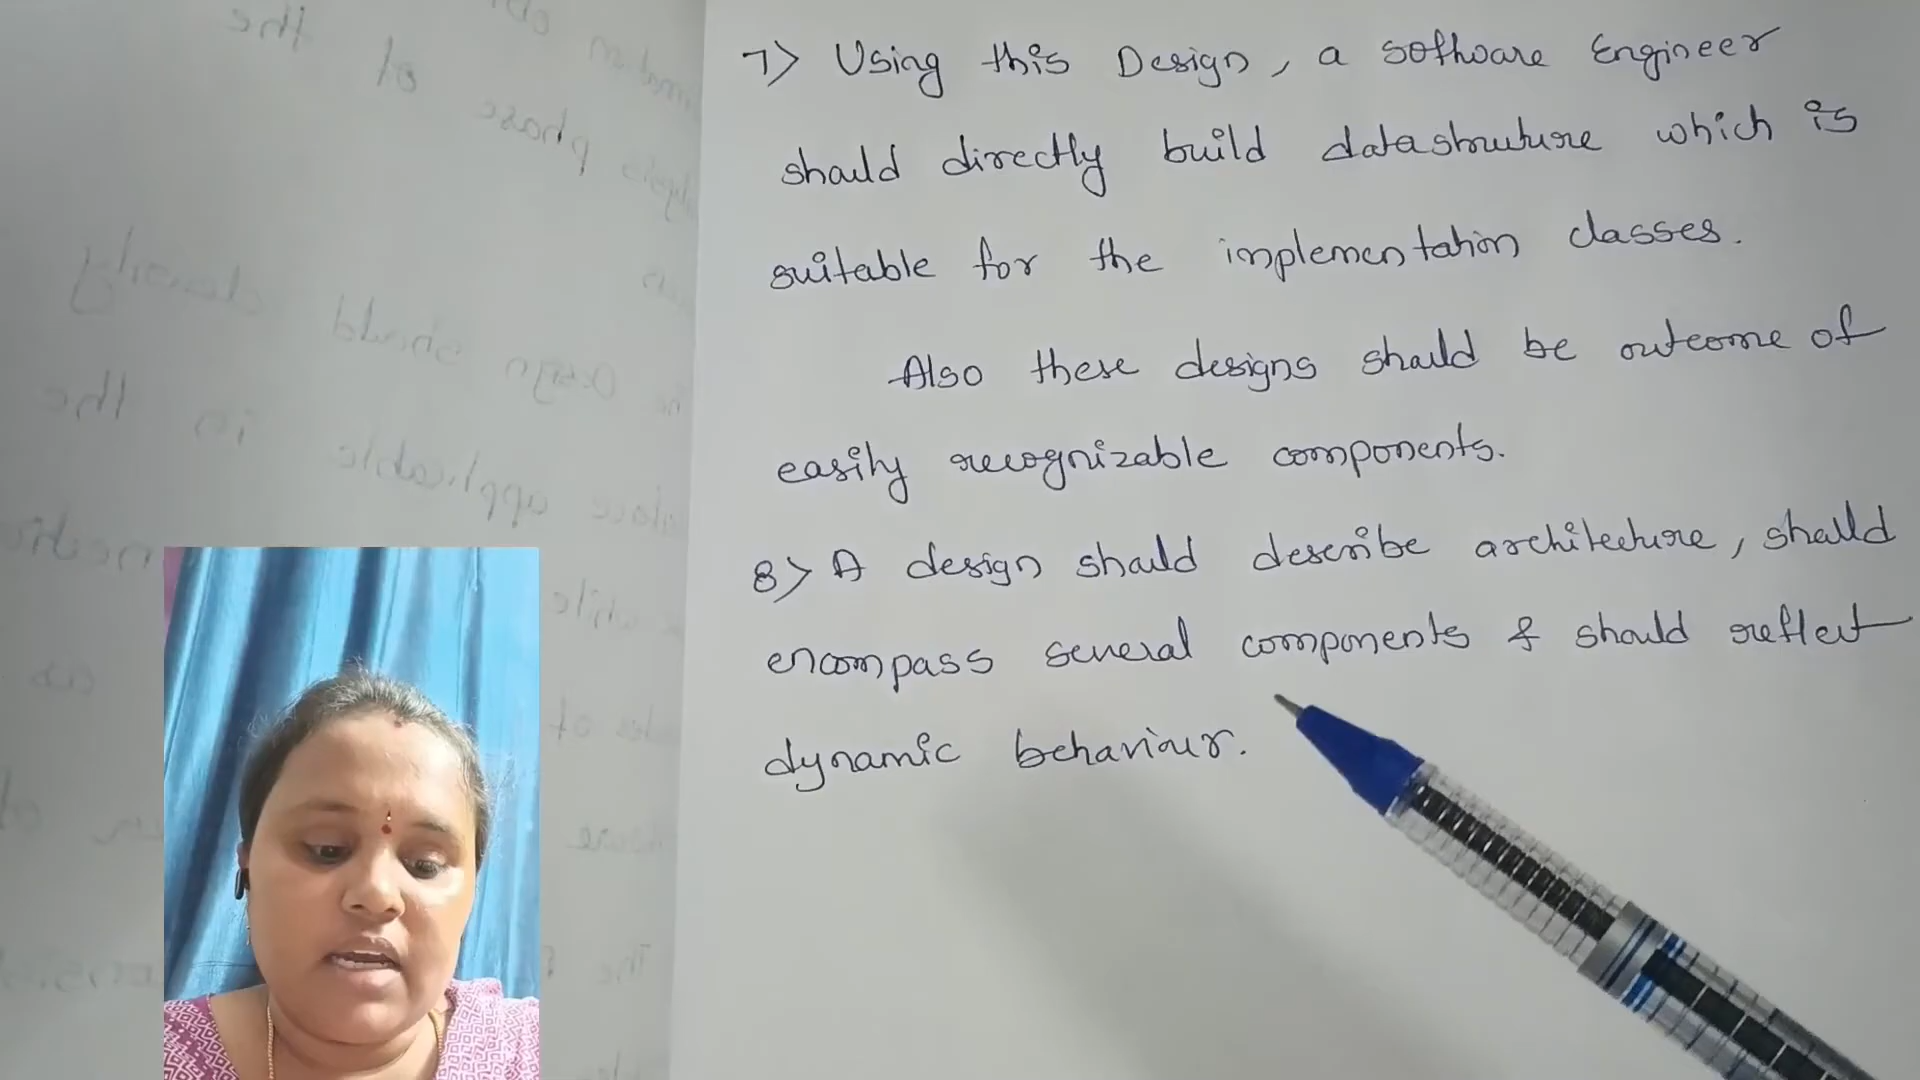 7) Using this Design, a software Engineer
should directly build datastructure which is
suitable for the implementation classes.
Also these designs should be outcome of
easily recognizable components.
8) A design should describe architecture, should
encompass several components & should reflect
dynamic behaviour.